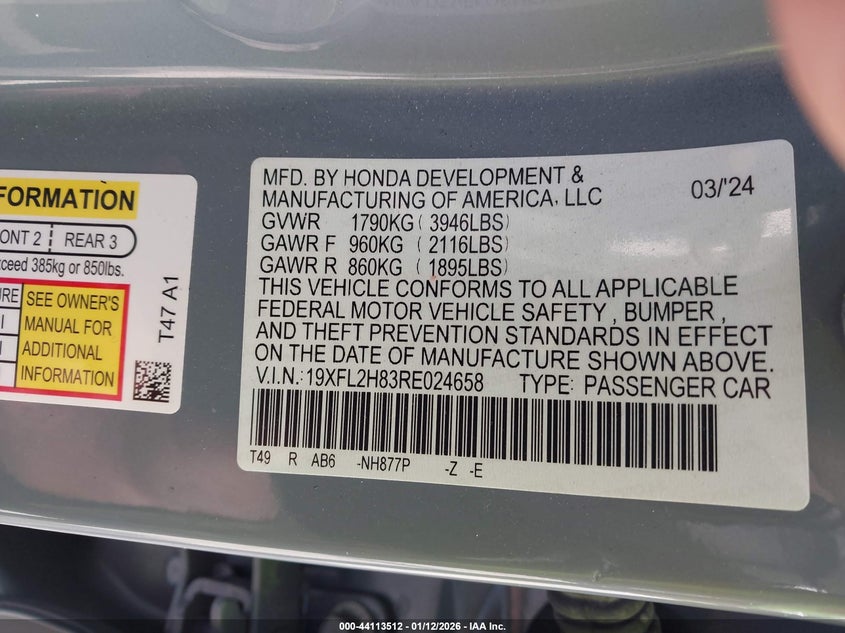 FORMATION
ONT 2 | REAR 3
xceed 385kg or 850lbs.
URE
SEE OWNER'S
MANUAL FOR
ADDITIONAL
INFORMATION
T47 A1
MFD. BY HONDA DEVELOPMENT &
MANUFACTURING OF AMERICA, LLC 03/'24
GVWR 1790KG ( 3946LBS)
GAWR F 960KG ( 2116LBS)
GAWR R 860KG ( 1895LBS)
THIS VEHICLE CONFORMS TO ALL APPLICABLE
FEDERAL MOTOR VEHICLE SAFETY , BUMPER ,
AND THEFT PREVENTION STANDARDS IN EFFECT
ON THE DATE OF MANUFACTURE SHOWN ABOVE.
V.I.N.: 19XFL2H83RE024658 TYPE: PASSENGER CAR
T49 R AB6 -NH877P -Z -E
000-44113512 - 01/12/2026 - IAA Inc.